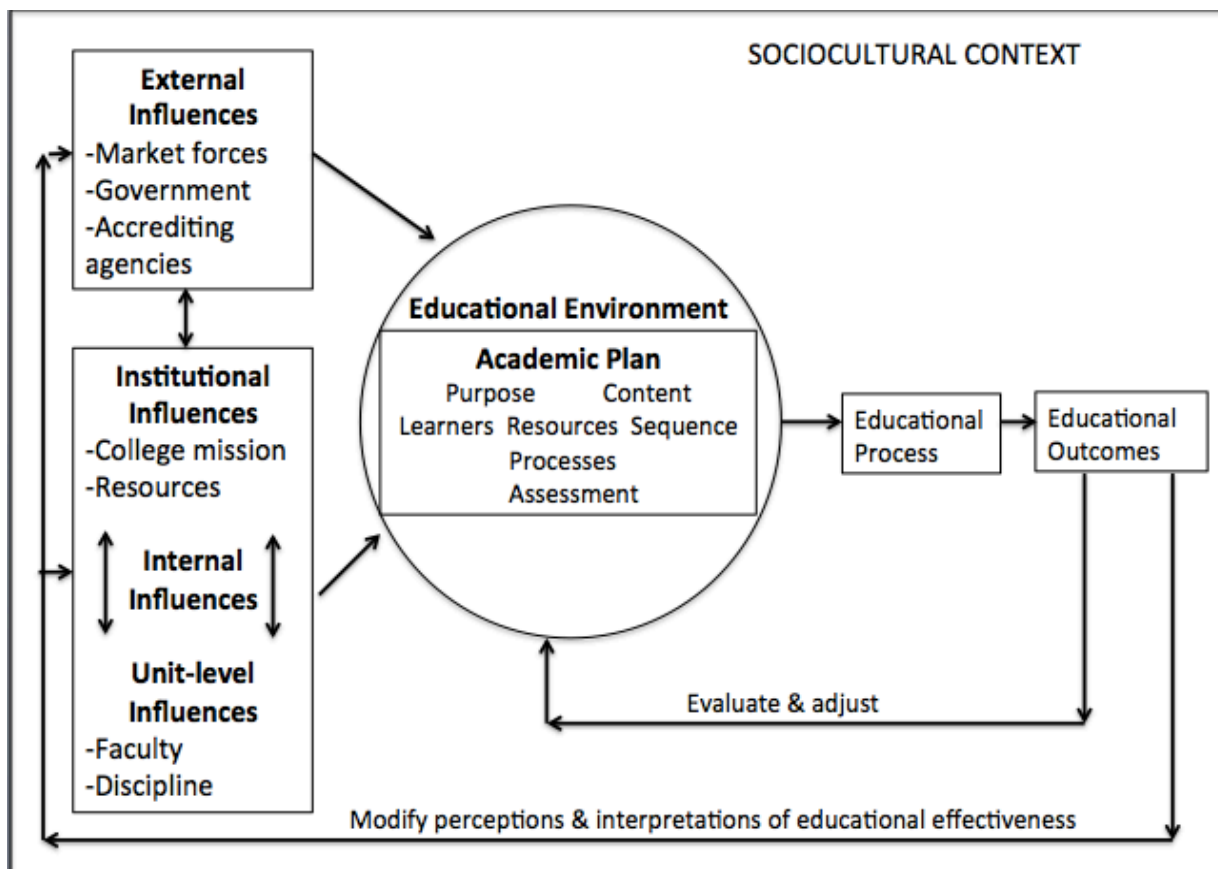 SOCIOCULTURAL CONTEXT
External
Influences
-Market forces
-Government
-Accrediting
agencies
Institutional
Influences
-College mission
-Resources
Internal
Influences
Unit-level
Influences
-Faculty
-Discipline
Educational Environment
Academic Plan
Purpose Content
Learners Resources Sequence
Processes
Assessment
Educational
Process
Educational
Outcomes
Evaluate & adjust
Modify perceptions & interpretations of educational effectiveness